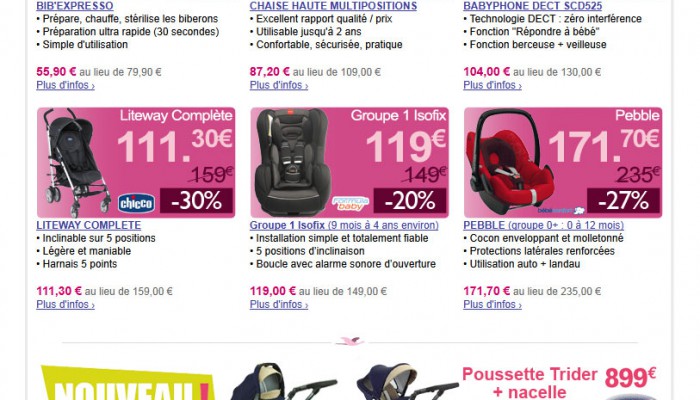 BIB'EXPRESSO
• Prépare, chauffe, stérilise les biberons
• Préparation ultra rapide (30 secondes)
• Simple d'utilisation
55,90 € au lieu de 79,90 €
Plus d'infos ›
CHAISE HAUTE MULTIPOSITIONS
• Excellent rapport qualité / prix
• Utilisable jusqu'à 2 ans
• Confortable, sécurisée, pratique
87,20 € au lieu de 109,00 €
Plus d'infos ›
BABYPHONE DECT SCD525
• Technologie DECT : zéro interférence
• Fonction "Répondre à bébé"
• Fonction berceuse + veilleuse
104,00 € au lieu de 130,00 €
Plus d'infos ›
Liteway Complète
111.30€
159€
chicco
-30%
LITEWAY COMPLETE
• Inclinable sur 5 positions
• Légère et maniable
• Harnais 5 points
111,30 € au lieu de 159,00 €
Plus d'infos ›
Groupe 1 Isofix
119€
149€
baby
-20%
Groupe 1 Isofix (9 mois à 4 ans environ)
• Installation simple et totalement fiable
• 5 positions d'inclinaison
• Boucle avec alarme sonore d'ouverture
119,00 € au lieu de 149,00 €
Plus d'infos ›
Pebble
171.70€
235€
-27%
PEBBLE (groupe 0+ : 0 à 12 mois)
• Cocon enveloppant et molletonné
• Protections latérales renforcées
• Utilisation auto + landau
171,70 € au lieu de 235,00 €
Plus d'infos ›
NOUVEAU !
Poussette Trider 899€
+ nacelle